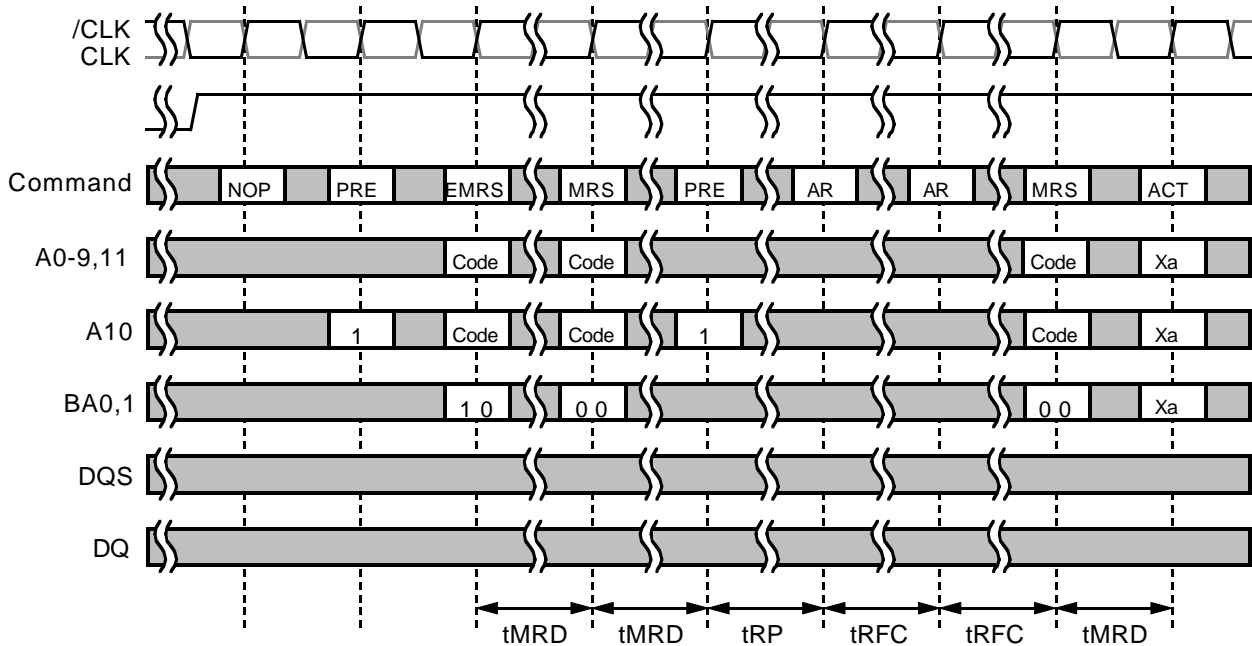 /CLK
CLK
Command NOP PRE EMRS MRS PRE AR AR MRS ACT
A0-9,11 Code Code Code Xa
A10 1 Code Code 1 Code Xa
BA0,1 1 0 0 0 0 0 Xa
DQS
DQ
tMRD tMRD tRP tRFC tRFC tMRD